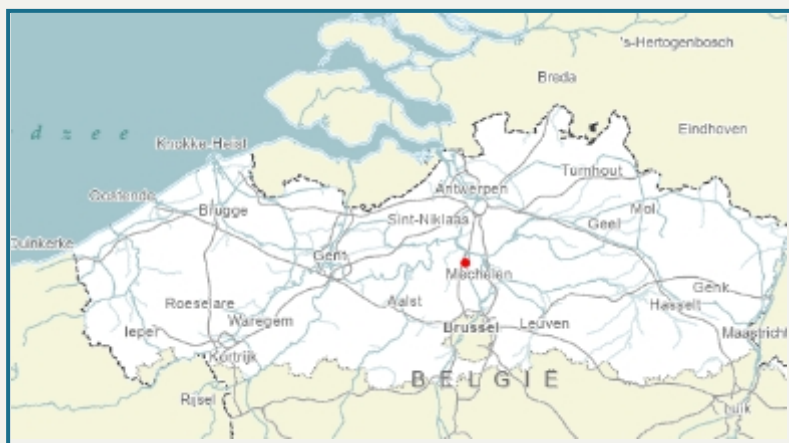 's-Hertogenbosch
Breda
d z e e
Eindhoven
Knokke-Heist
Turnhout
Antwerpen
Oostende
Brugge
Sint-Niklaas
Mol
Geel
Duinkerke
Gent
Mechelen
Genk
Roeselare
Aalst
Hasselt
Waregem
Ieper
Brussel
Leuven
Maastricht
Kortrijk
BELGIË
Rijsel
Luik